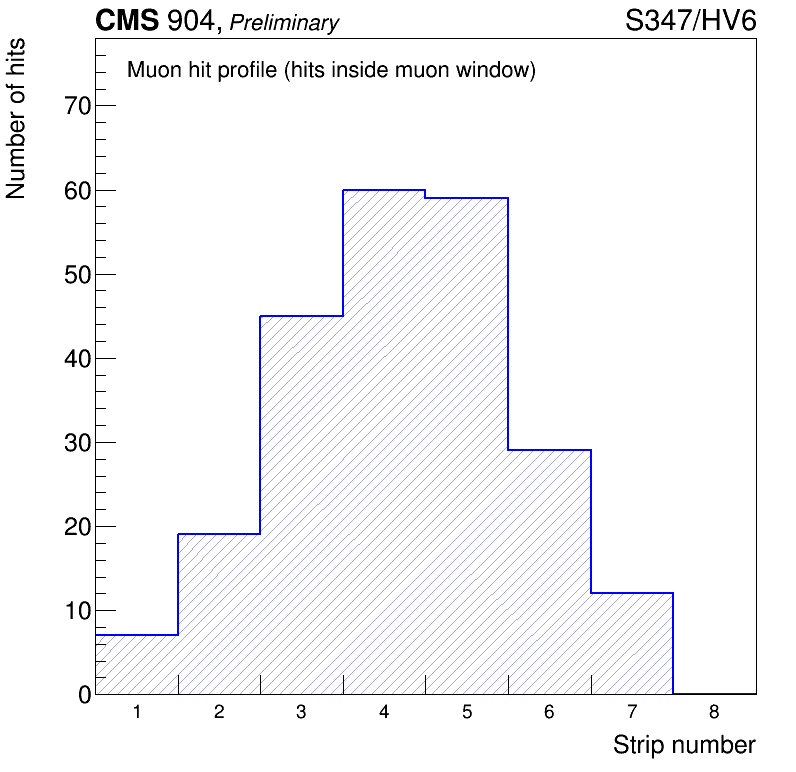 CMS 904, Preliminary S347/HV6
Number of hits
Muon hit profile (hits inside muon window)
70
60
50
40
30
20
10
0
1 2 3 4 5 6 7 8
Strip number